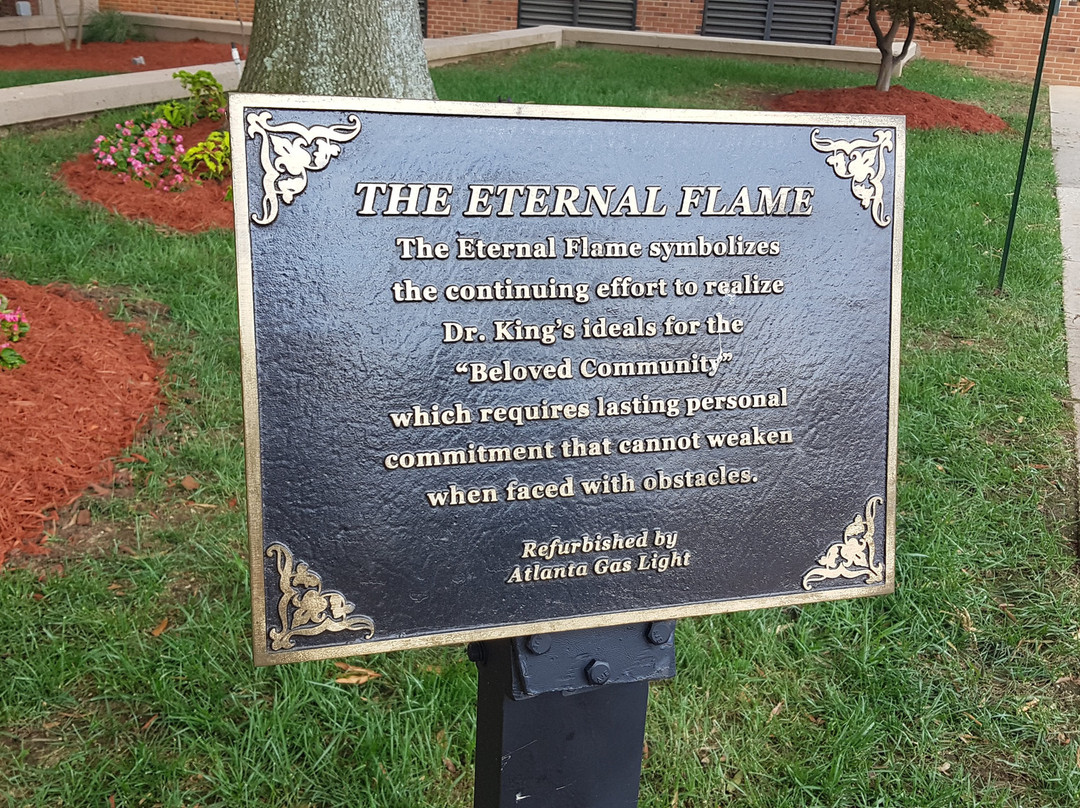 THE ETERNAL FLAME
The Eternal Flame symbolizes
the continuing effort to realize
Dr. King's ideals for the
“Beloved Community”
which requires lasting personal
commitment that cannot weaken
when faced with obstacles.
Refurbished by
Atlanta Gas Light